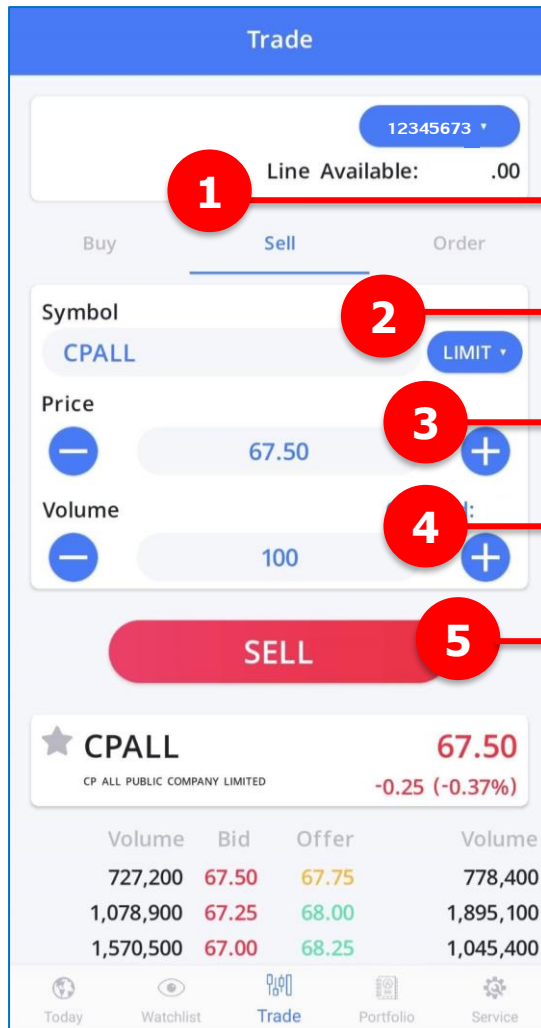 Trade
12345673
Line Available: .00
1
Buy Sell Order
Symbol
2
CPALL LIMIT
Price
3
67.50
Volume :
4
100
SELL
5
CPALL 67.50
CP ALL PUBLIC COMPANY LIMITED -0.25 (-0.37%)
Volume Bid Offer Volume
727,200 67.50 67.75 778,400
1,078,900 67.25 68.00 1,895,100
1,570,500 67.00 68.25 1,045,400
Today Watchlist Trade Portfolio Service